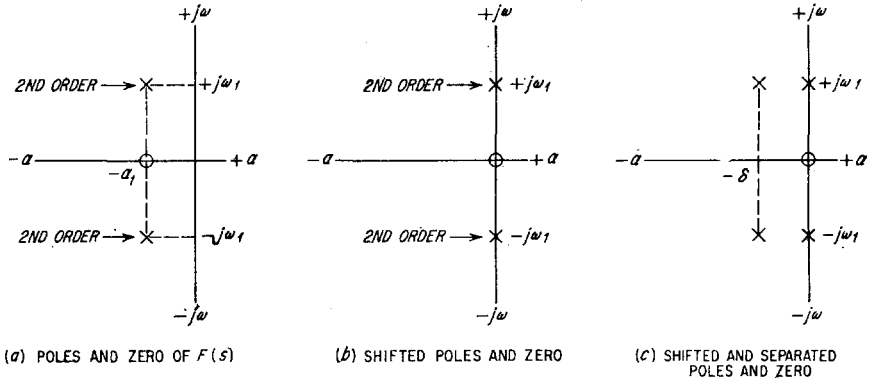 +jω
2ND ORDER
+jω₁
-a
+a
-a₁
2ND ORDER
-jω₁
-jω
(a) POLES AND ZERO OF F(s)
+jω
2ND ORDER
+jω₁
-a
+a
2ND ORDER
-jω₁
-jω
(b) SHIFTED POLES AND ZERO
+jω
+jω₁
-a
+a
-δ
-jω₁
-jω
(c) SHIFTED AND SEPARATED
POLES AND ZERO